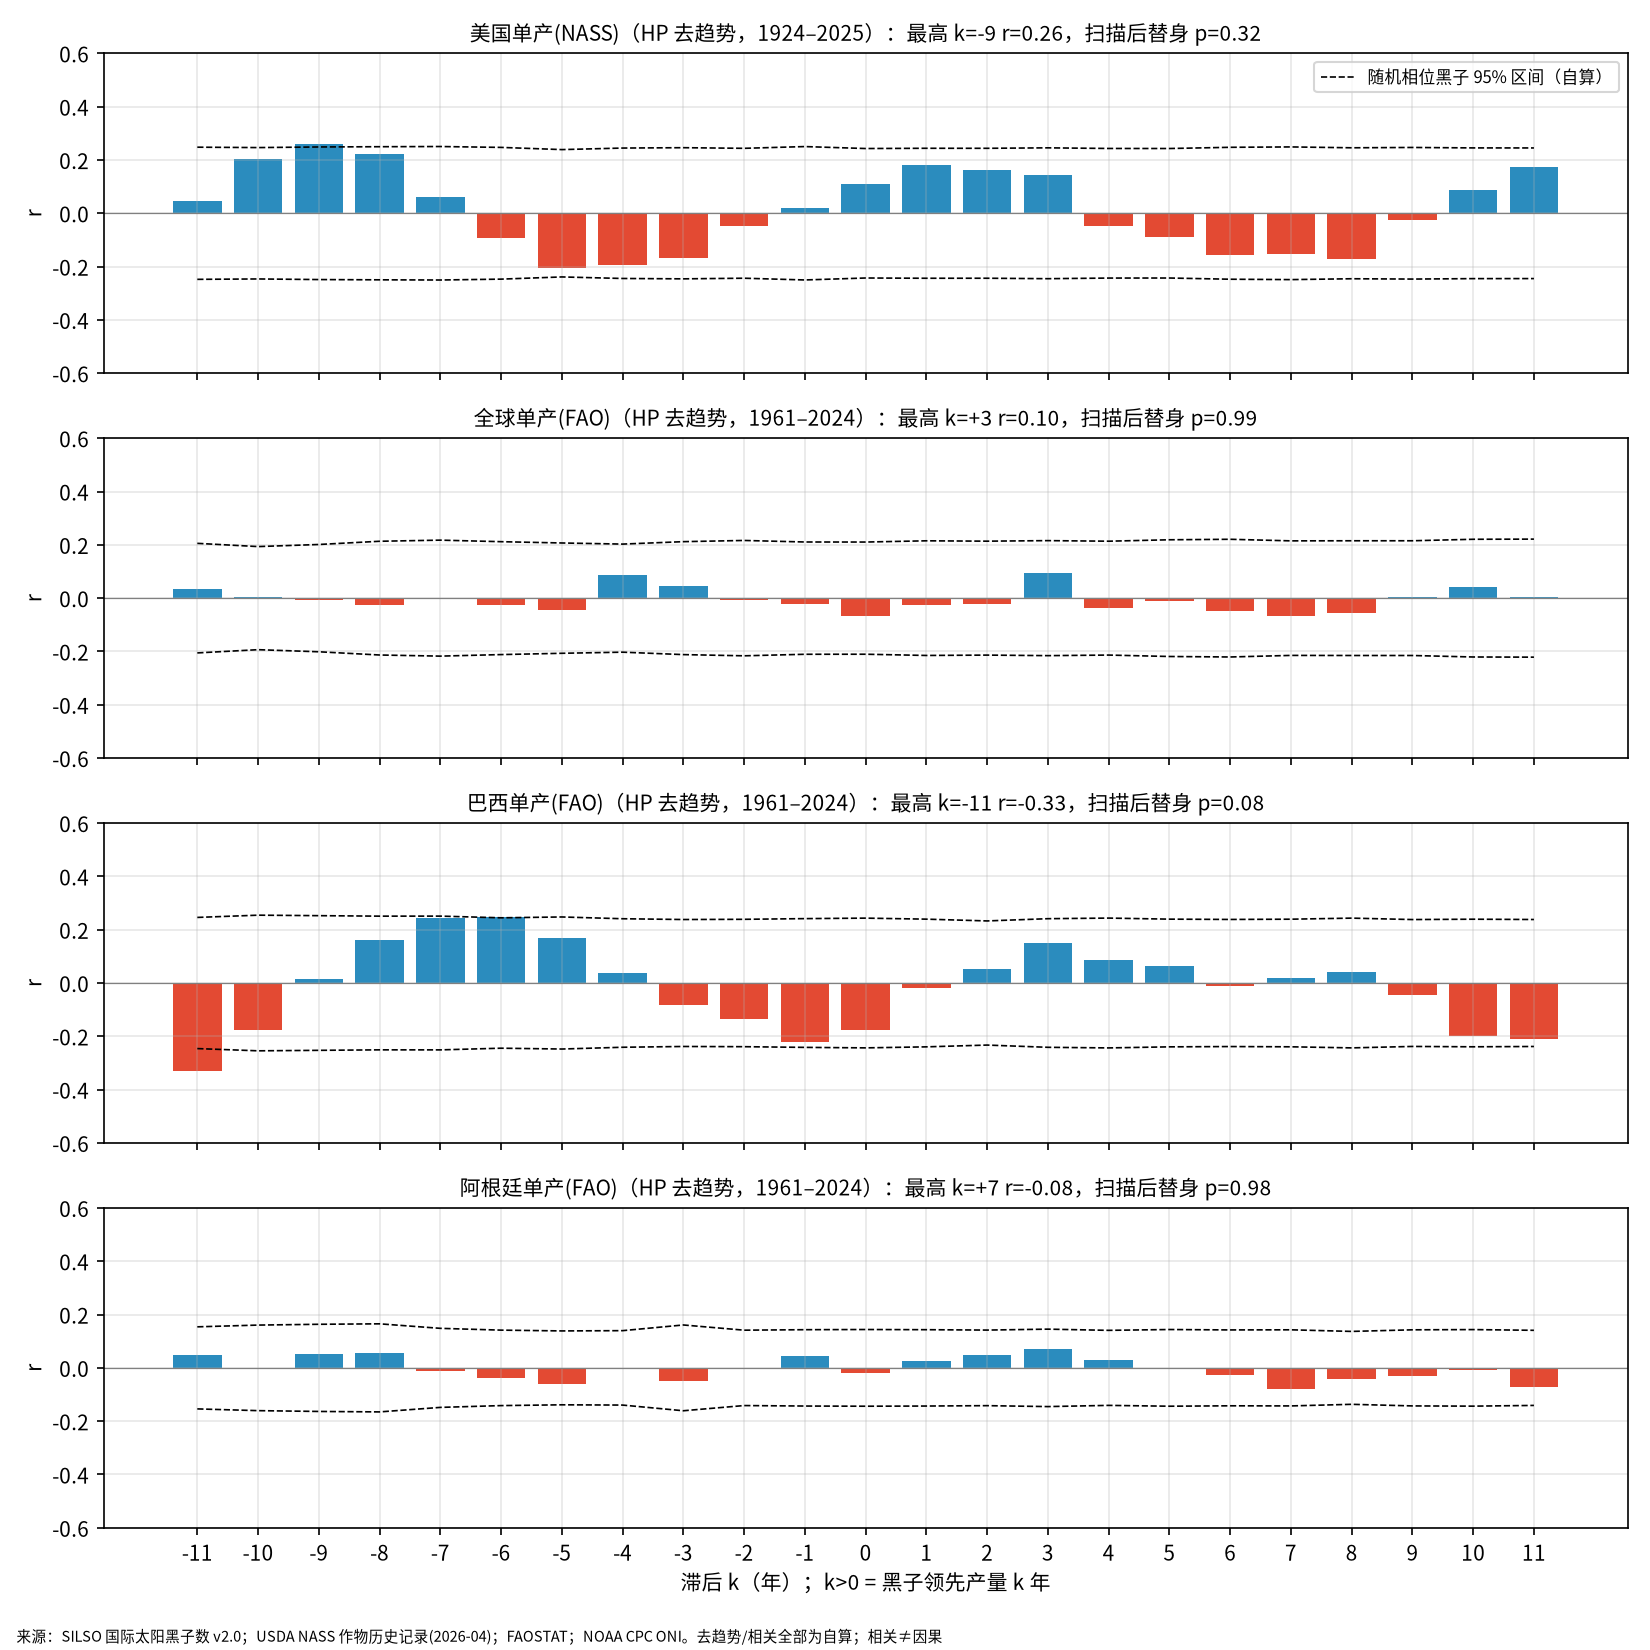 美国单产(NASS)（HP 去趋势，1924–2025）：最高 k=-9 r=0.26，扫描后替身 p=0.32
随机相位黑子 95% 区间（自算）
0.6
0.4
0.2
0.0
-0.2
-0.4
-0.6
r
全球单产(FAO)（HP 去趋势，1961–2024）：最高 k=+3 r=0.10，扫描后替身 p=0.99
0.6
0.4
0.2
0.0
-0.2
-0.4
-0.6
r
巴西单产(FAO)（HP 去趋势，1961–2024）：最高 k=-11 r=-0.33，扫描后替身 p=0.08
0.6
0.4
0.2
0.0
-0.2
-0.4
-0.6
r
阿根廷单产(FAO)（HP 去趋势，1961–2024）：最高 k=+7 r=-0.08，扫描后替身 p=0.98
0.6
0.4
0.2
0.0
-0.2
-0.4
-0.6
r
-11 -10 -9 -8 -7 -6 -5 -4 -3 -2 -1 0 1 2 3 4 5 6 7 8 9 10 11
滞后 k（年）；k>0 = 黑子领先产量 k 年
来源：SILSO 国际太阳黑子数 v2.0；USDA NASS 作物历史记录(2026-04)；FAOSTAT；NOAA CPC ONI。去趋势/相关全部为自算；相关≠因果